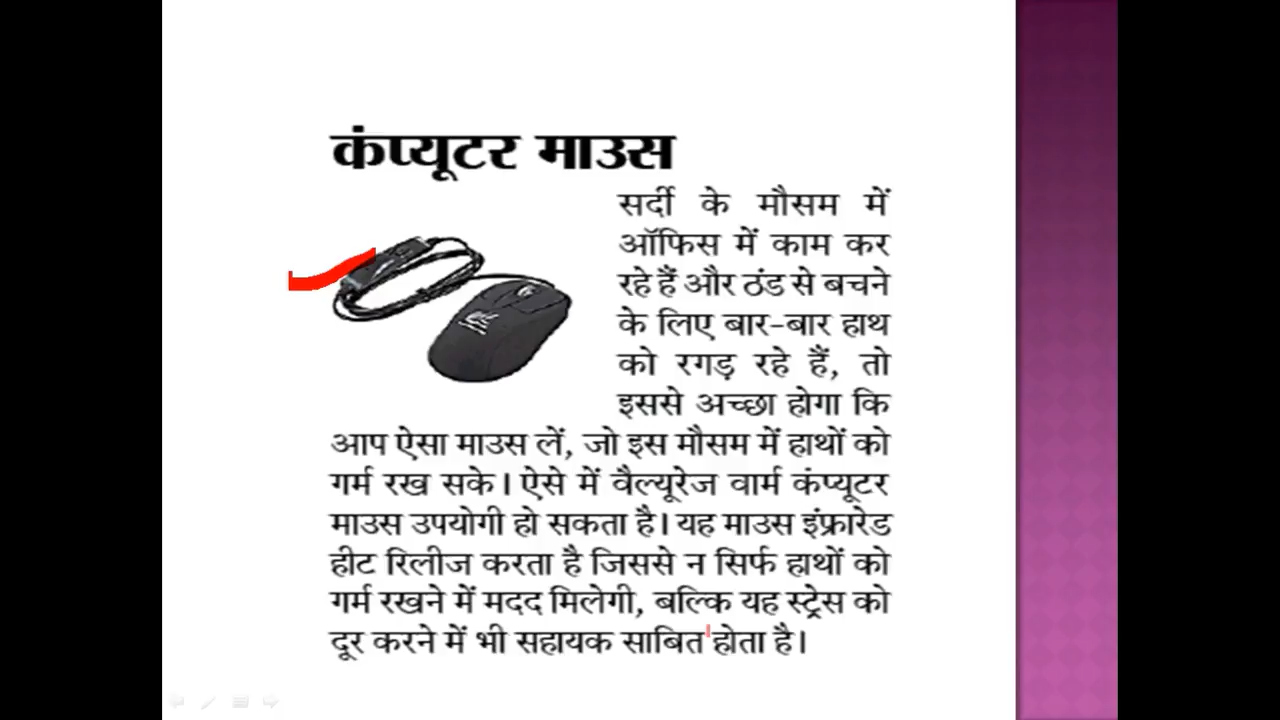 कंप्यूटर माउस
सर्दी के मौसम में
ऑफिस में काम कर
रहे हैं और ठंड से बचने
के लिए बार-बार हाथ
को रगड़ रहे हैं, तो
इससे अच्छा होगा कि
आप ऐसा माउस लें, जो इस मौसम में हाथों को
गर्म रख सके। ऐसे में वैल्यूरेज वार्म कंप्यूटर
माउस उपयोगी हो सकता है। यह माउस इंफ्रारेड
हीट रिलीज करता है जिससे न सिर्फ हाथों को
गर्म रखने में मदद मिलेगी, बल्कि यह स्ट्रेस को
दूर करने में भी सहायक साबित होता है।